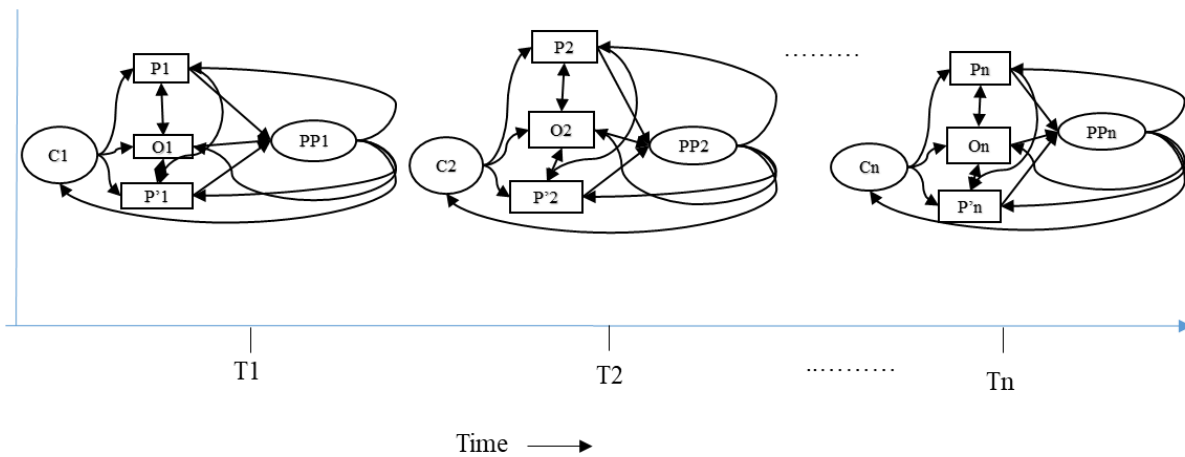 P1
O1
P'1
C1
PP1
P2
O2
P'2
C2
PP2
.........
Pn
On
P'n
Cn
PPn
T1
T2
..........
Tn
Time